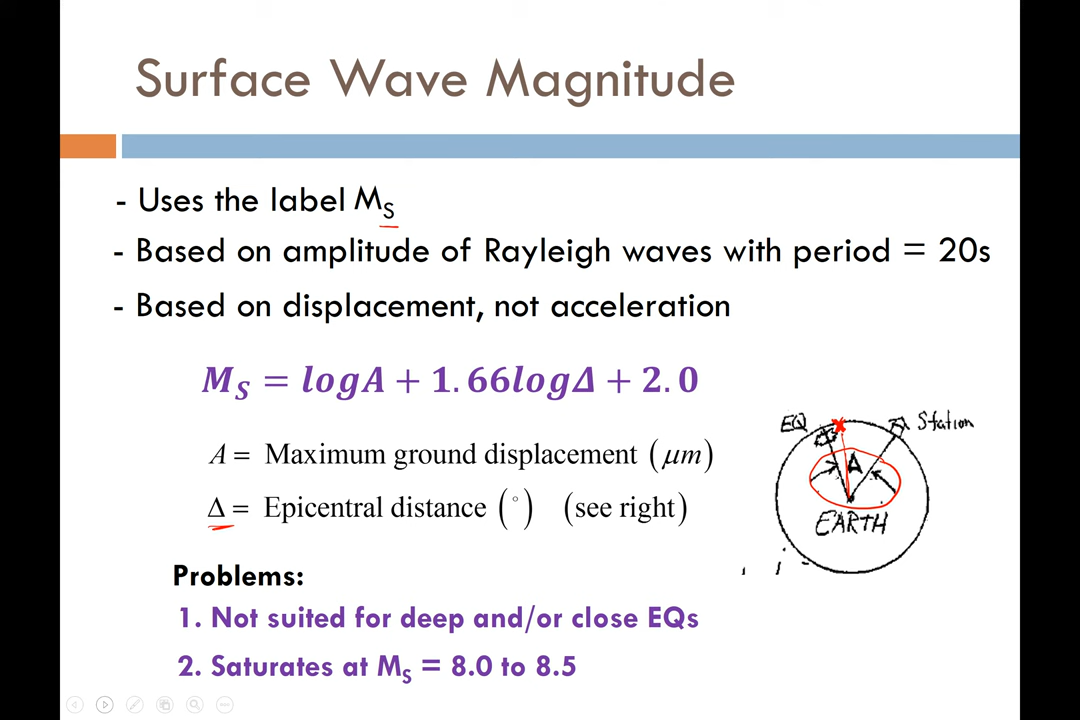 Surface Wave Magnitude
- Uses the label M_S
- Based on amplitude of Rayleigh waves with period = 20s
- Based on displacement, not acceleration
M_S = logA + 1.66logΔ + 2.0
EQ
Station
A = Maximum ground displacement (μm)
Δ
Δ = Epicentral distance (°) (see right)
EARTH
Problems:
1. Not suited for deep and/or close EQs
2. Saturates at M_S = 8.0 to 8.5